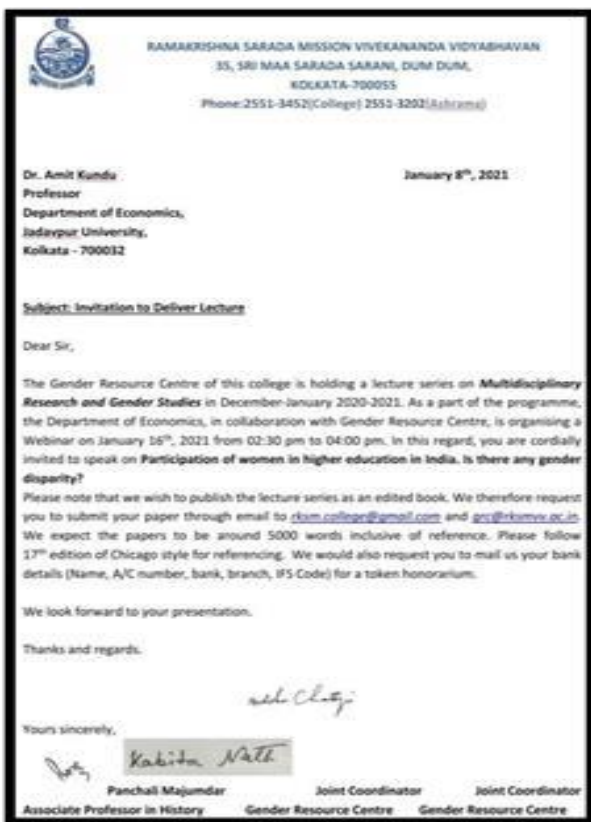 RAMAKRISHNA SARADA MISSION VIVEKANANDA VIDYABHAVAN
35, SRI MAA SARADA SARANI, DUM DUM,
KOLKATA-700055
Phone:2551-3452(College) 2551-3202(Ashrama)
Dr. Amit Kundu January 8th, 2021
Professor
Department of Economics,
Jadavpur University,
Kolkata - 700032
Subject: Invitation to Deliver Lecture
Dear Sir,
The Gender Resource Centre of this college is holding a lecture series on Multidisciplinary
Research and Gender Studies in December-January 2020-2021. As a part of the programme,
the Department of Economics, in collaboration with Gender Resource Centre, is organising a
Webinar on January 16th, 2021 from 02:30 pm to 04:00 pm. In this regard, you are cordially
invited to speak on Participation of women in higher education in India. Is there any gender
disparity?
Please note that we wish to publish the lecture series as an edited book. We therefore request
you to submit your paper through email to rksm.college@gmail.com and grc@rksmvv.ac.in.
We expect the papers to be around 5000 words inclusive of reference. Please follow
17th edition of Chicago style for referencing. We would also request you to mail us your bank
details (Name, A/C number, bank, branch, IFS Code) for a token honorarium.
We look forward to your presentation.
Thanks and regards.
Yours sincerely,
Kabita Nath
Panchali Majumdar Joint Coordinator Joint Coordinator
Associate Professor in History Gender Resource Centre Gender Resource Centre